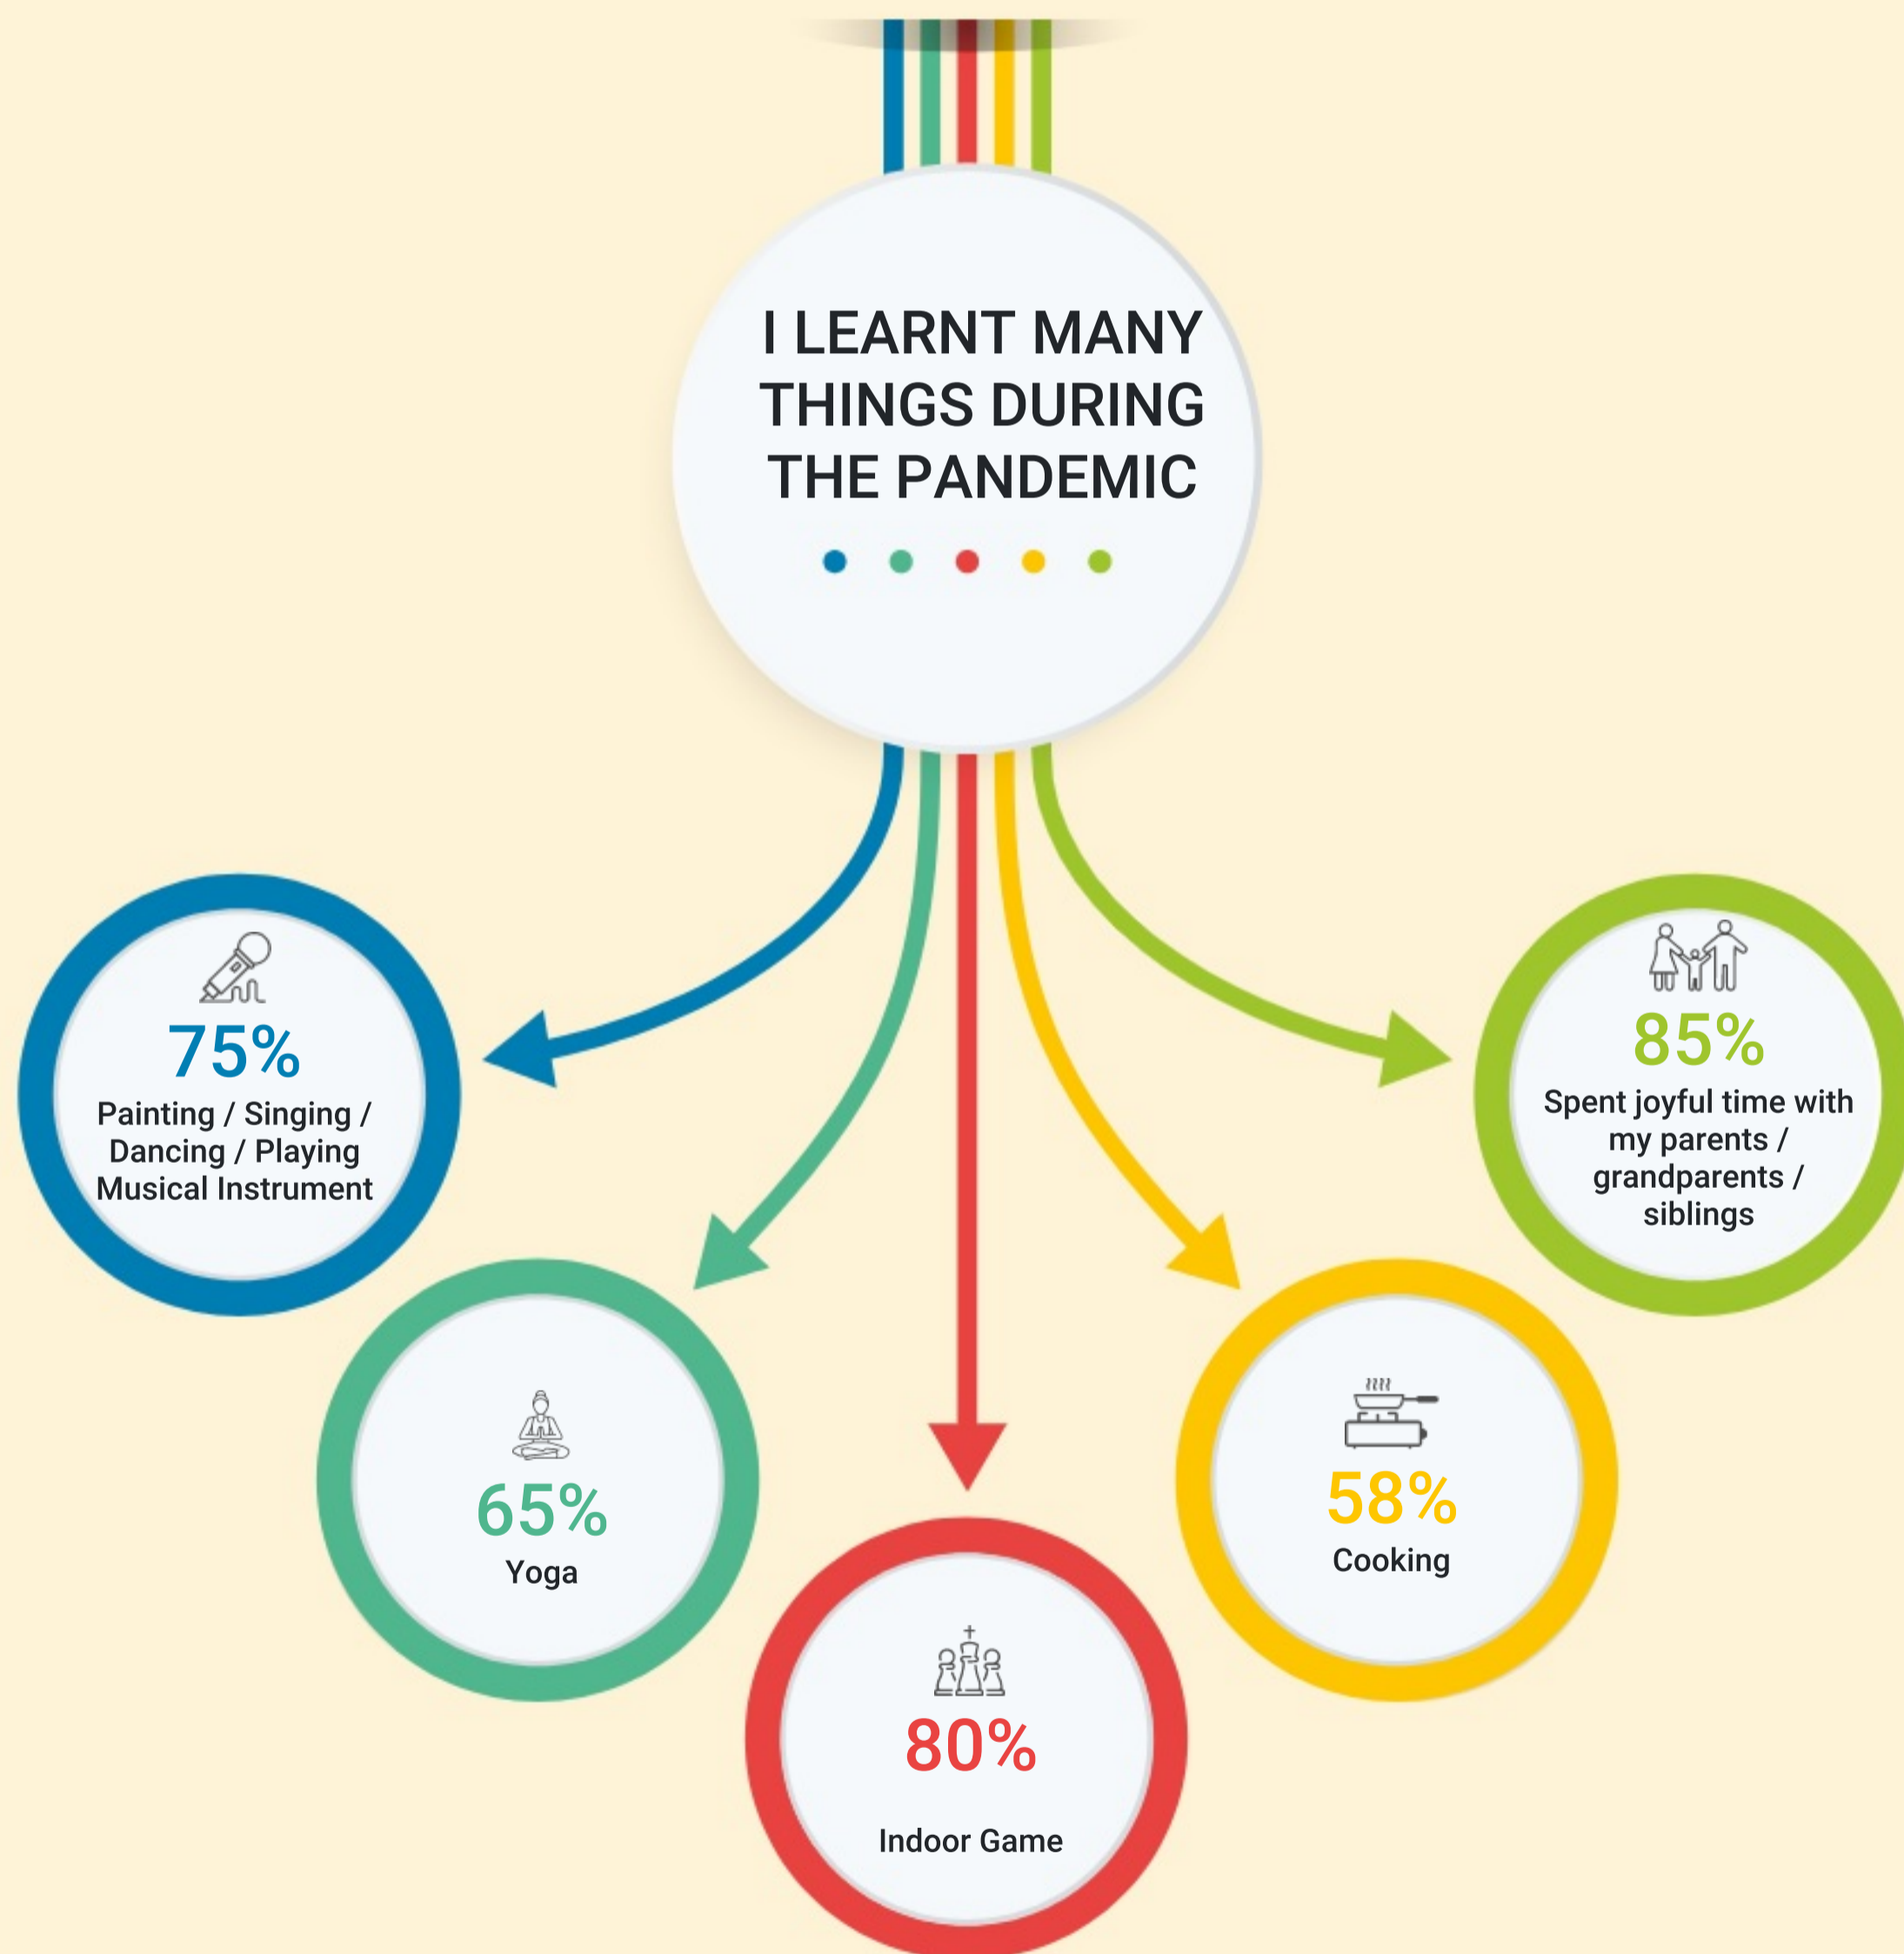 I LEARNT MANY
THINGS DURING
THE PANDEMIC
75%
Painting / Singing /
Dancing / Playing
Musical Instrument
65%
Yoga
80%
Indoor Game
58%
Cooking
85%
Spent joyful time with
my parents /
grandparents /
siblings